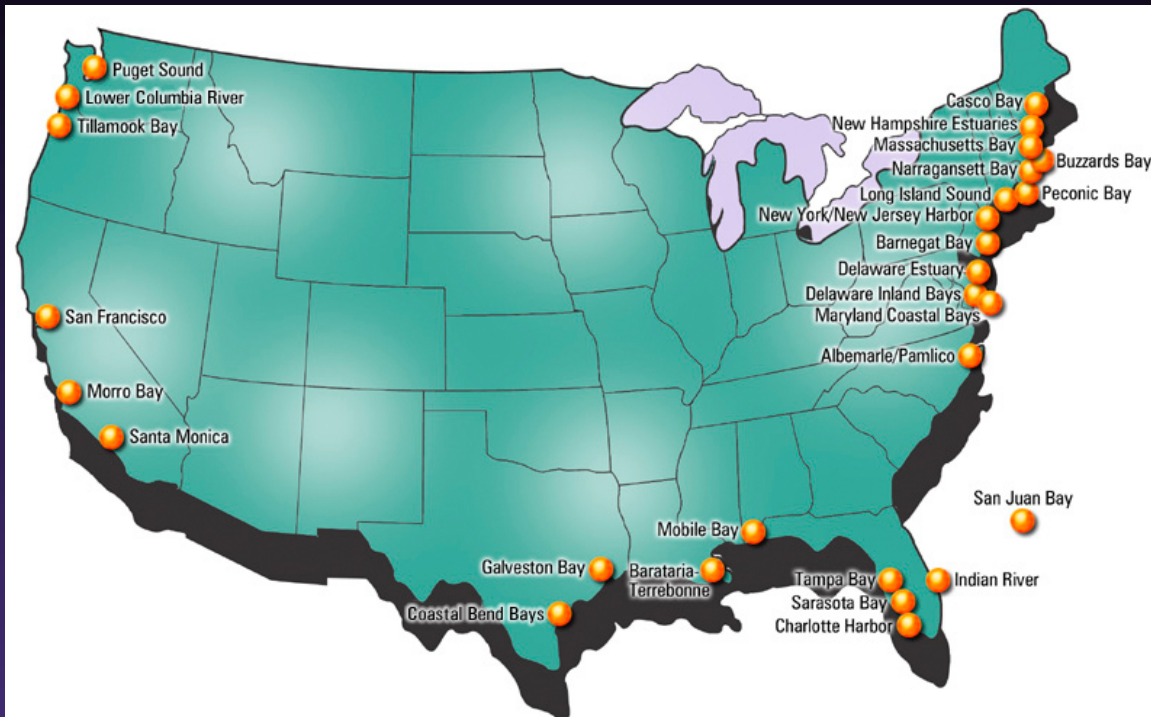 Puget Sound
Lower Columbia River
Tillamook Bay
San Francisco
Morro Bay
Santa Monica
Casco Bay
New Hampshire Estuaries
Massachusetts Bay
Buzzards Bay
Narragansett Bay
Long Island Sound
Peconic Bay
New York/New Jersey Harbor
Barnegat Bay
Delaware Estuary
Delaware Inland Bays
Maryland Coastal Bays
Albemarle/Pamlico
San Juan Bay
Mobile Bay
Galveston Bay
Barataria-
Terrebonne
Coastal Bend Bays
Tampa Bay
Indian River
Sarasota Bay
Charlotte Harbor